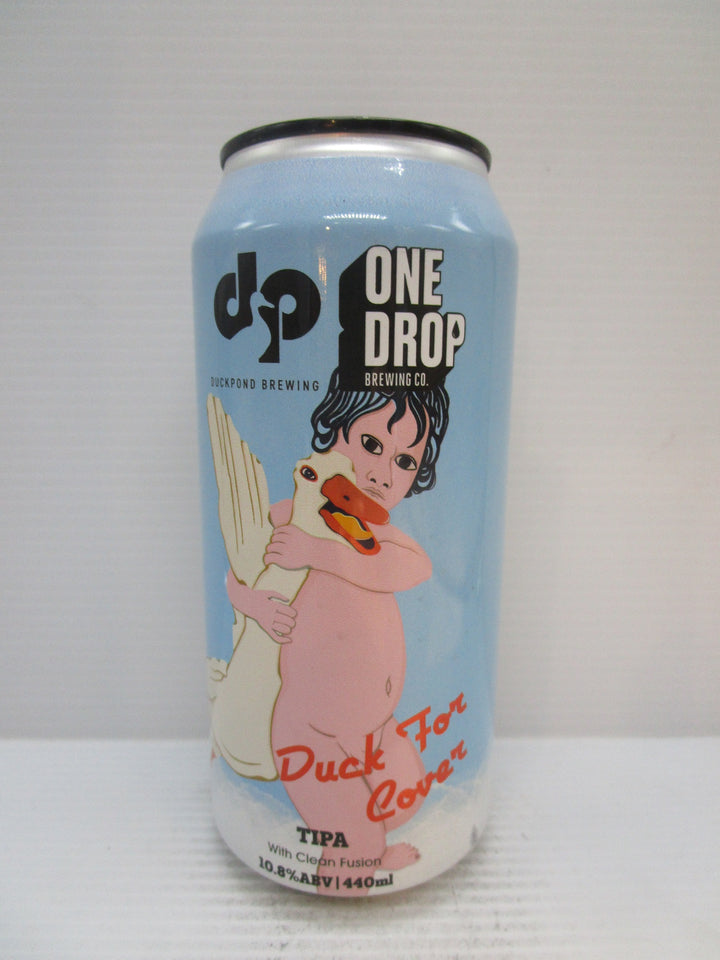 dp
DUCKPOND BREWING
ONE
DROP
BREWING CO.
Duck For
Cover
TIPA
With Clean Fusion
10.8%ABV | 440ml